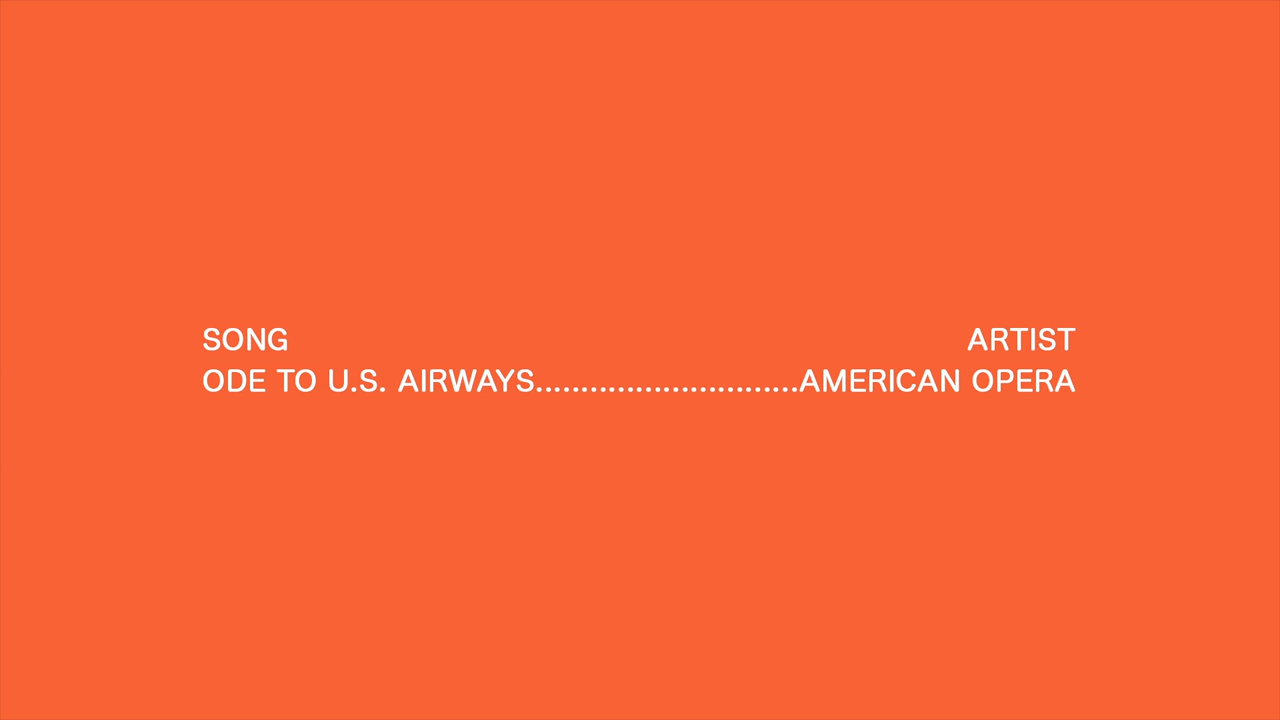 SONG ARTIST
ODE TO U.S. AIRWAYS.............................AMERICAN OPERA